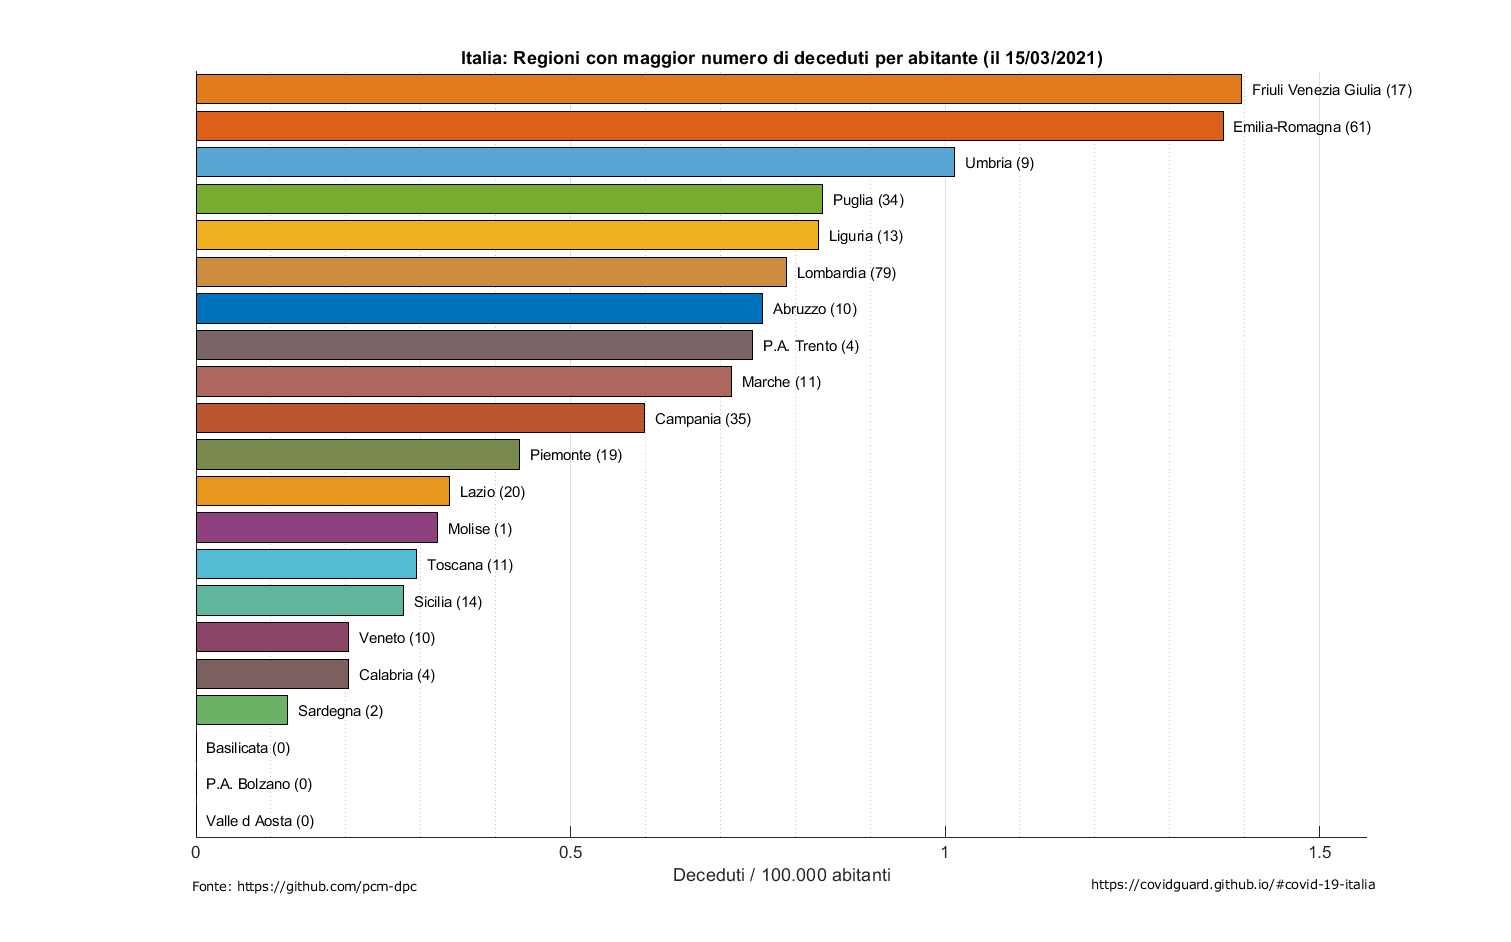 Italia: Regioni con maggior numero di deceduti per abitante (il 15/03/2021)
Friuli Venezia Giulia (17)
Emilia-Romagna (61)
Umbria (9)
Puglia (34)
Liguria (13)
Lombardia (79)
Abruzzo (10)
P.A. Trento (4)
Marche (11)
Campania (35)
Piemonte (19)
Lazio (20)
Molise (1)
Toscana (11)
Sicilia (14)
Veneto (10)
Calabria (4)
Sardegna (2)
Basilicata (0)
P.A. Bolzano (0)
Valle d Aosta (0)
0 0.5 1 1.5
Deceduti / 100.000 abitanti
Fonte: https://github.com/pcm-dpc
https://covidguard.github.io/#covid-19-italia